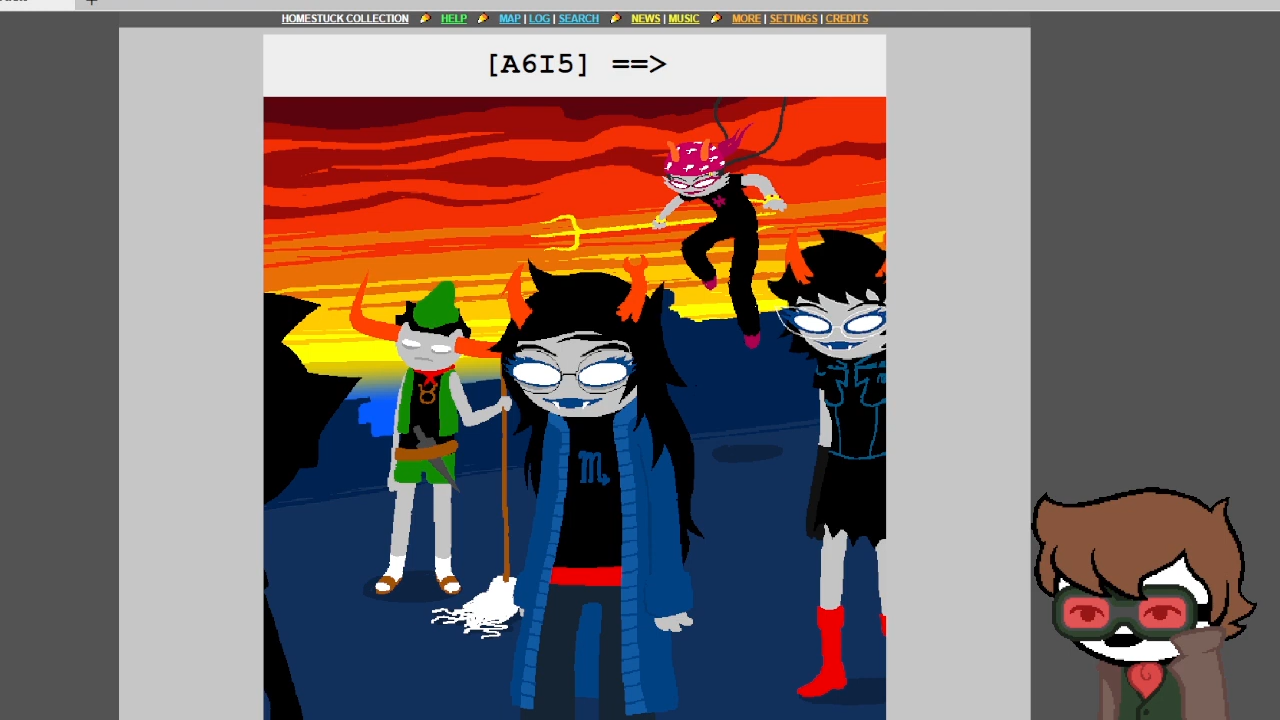 HOMESTUCK COLLECTION HELP MAP | LOG | SEARCH NEWS | MUSIC MORE | SETTINGS | CREDITS
[A6I5] ==>